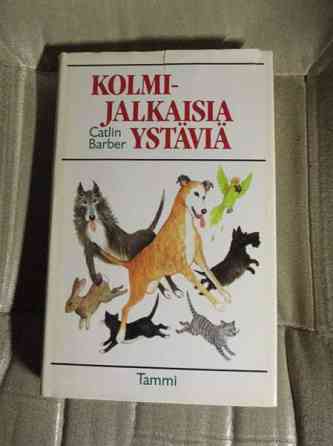 KOLMI-
JALKAISIA
Catlin
Barber
YSTÄVIÄ
Tammi